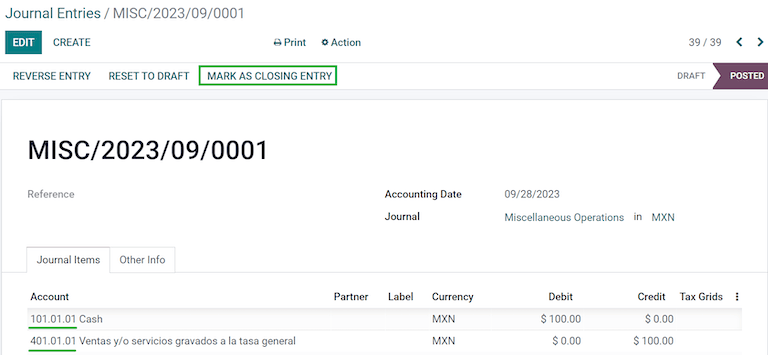 Journal Entries / MISC/2023/09/0001
EDIT CREATE Print Action 39 / 39
REVERSE ENTRY RESET TO DRAFT MARK AS CLOSING ENTRY DRAFT POSTED
MISC/2023/09/0001
Reference Accounting Date 09/28/2023
Journal Miscellaneous Operations in MXN
Journal Items Other Info
Account Partner Label Currency Debit Credit Tax Grids
101.01.01 Cash MXN $ 100.00 $ 0.00
401.01.01 Ventas y/o servicios gravados a la tasa general MXN $ 0.00 $ 100.00